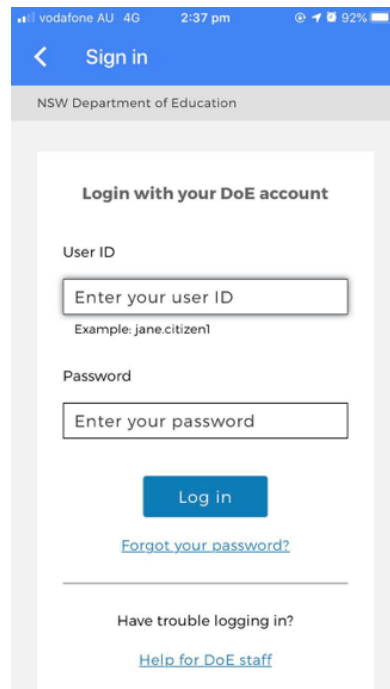 vodafone AU 4G 2:37 pm 92%
Sign in
NSW Department of Education
Login with your DoE account
User ID
Enter your user ID
Example: jane.citizen1
Password
Enter your password
Log in
Forgot your password?
Have trouble logging in?
Help for DoE staff